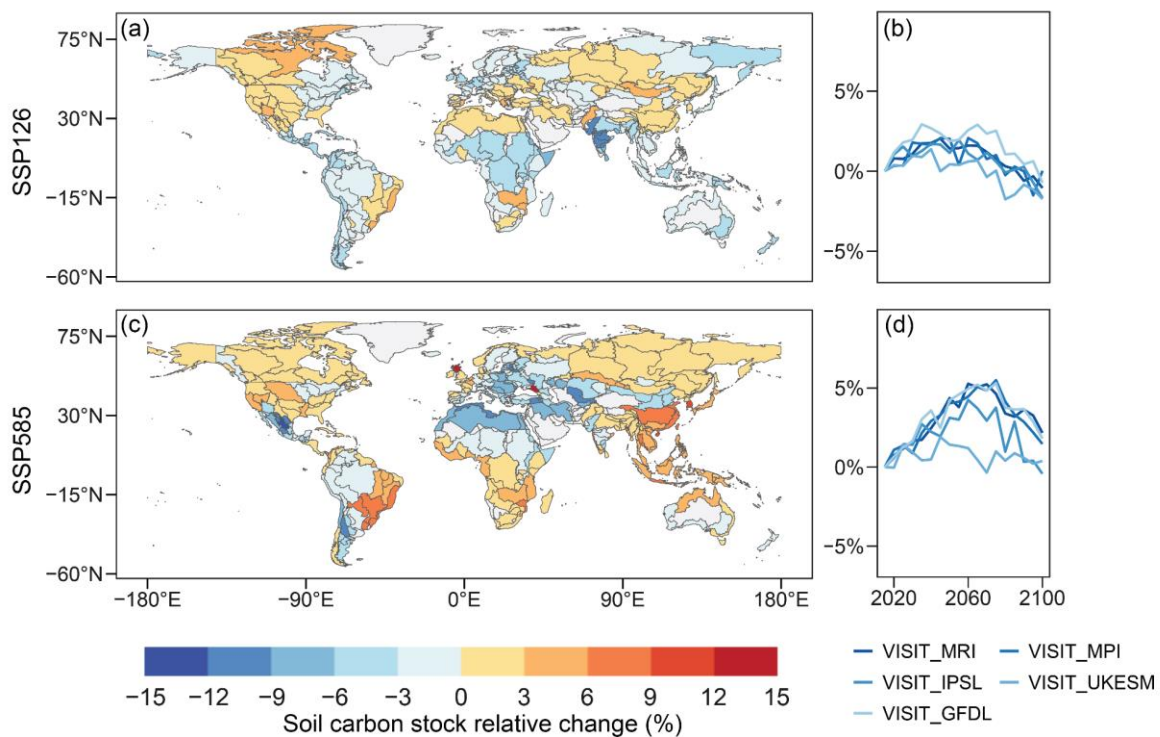 (a)
75°N
30°N
−15°N
−60°N
SSP126
(b)
5%
0%
−5%
(c)
75°N
30°N
−15°N
−60°N
SSP585
−180°E −90°E 0°E 90°E 180°E
(d)
5%
0%
−5%
2020 2060 2100
−15 −12 −9 −6 −3 0 3 6 9 12 15
Soil carbon stock relative change (%)
VISIT_MRI VISIT_MPI
VISIT_IPSL VISIT_UKESM
VISIT_GFDL